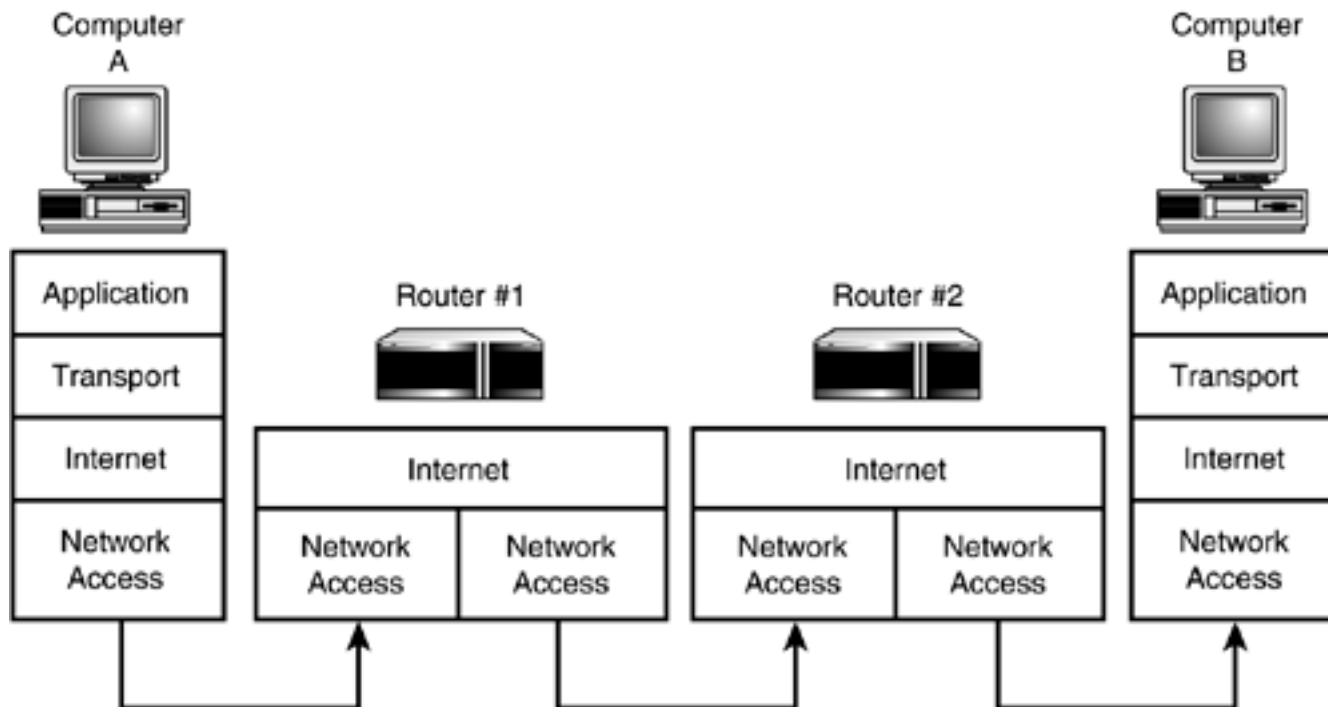 Computer
A
Computer
B
Application
Transport
Internet
Network
Access
Router #1
Internet
Network
Access
Network
Access
Router #2
Internet
Network
Access
Network
Access
Application
Transport
Internet
Network
Access